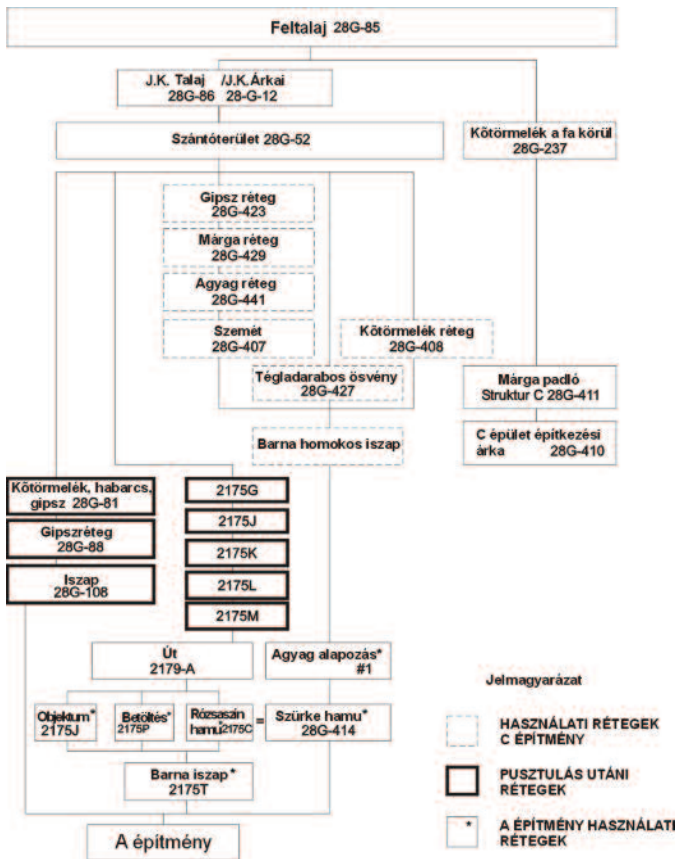 Feltalaj 28G-85
J.K. Talaj /J.K.Árkai
28G-86 28-G-12
Szántóterület 28G-52
Kőtörmelék a fa körül
28G-237
Gipsz réteg
28G-423
Márga réteg
28G-429
Agyag réteg
28G-441
Szemét
28G-407
Kőtörmelék réteg
28G-408
Tégladarabos ösvény
28G-427
Márga padló
Struktur C 28G-411
Barna homokos iszap
C épület építkezési
árka 28G-410
Kőtörmelék, habarcs,
gipsz 28G-81
Gipszréteg
28G-88
Iszap
28G-108
2175G
2175J
2175K
2175L
2175M
Út
2179-A
Agyag alapozás*
#1
Objektum*
2175J
Betöltés*
2175P
Rózsaszín
hamu*2175C
=
Szürke hamu*
28G-414
Barna iszap*
2175T
A építmény
Jelmagyarázat
HASZNÁLATI RÉTEGEK
C ÉPÍTMÉNY
PUSZTULÁS UTÁNI
RÉTEGEK
* A ÉPÍTMÉNY HASZNÁLATI
RÉTEGEK